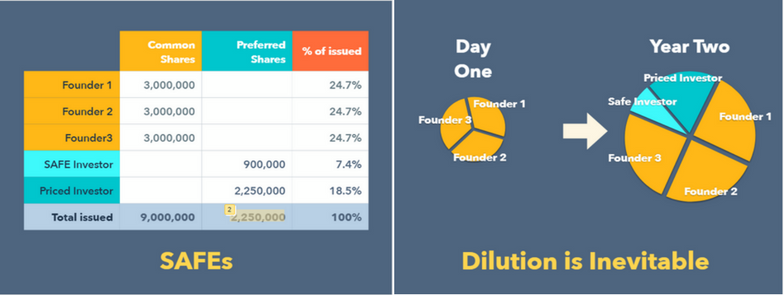 Common Shares Preferred Shares % of issued
Founder 1 3,000,000 24.7%
Founder 2 3,000,000 24.7%
Founder3 3,000,000 24.7%
SAFE Investor 900,000 7.4%
Priced Investor 2,250,000 18.5%
Total issued 9,000,000 2,250,000 100%
2
SAFEs
Day
One
Founder 1
Founder 3
Founder 2
Year Two
Priced Investor
Safe Investor
Founder 1
Founder 3
Founder 2
Dilution is Inevitable